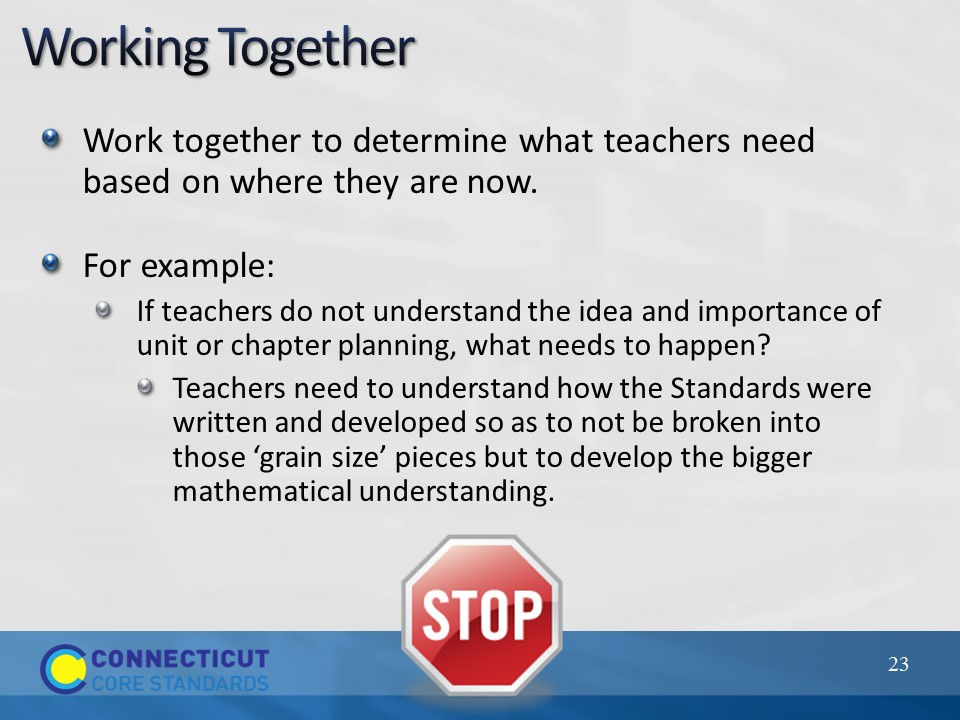 Working Together
Work together to determine what teachers need
based on where they are now.
For example:
If teachers do not understand the idea and importance of
unit or chapter planning, what needs to happen?
Teachers need to understand how the Standards were
written and developed so as to not be broken into
those ‘grain size’ pieces but to develop the bigger
mathematical understanding.
STOP
CONNECTICUT
CORE STANDARDS
23